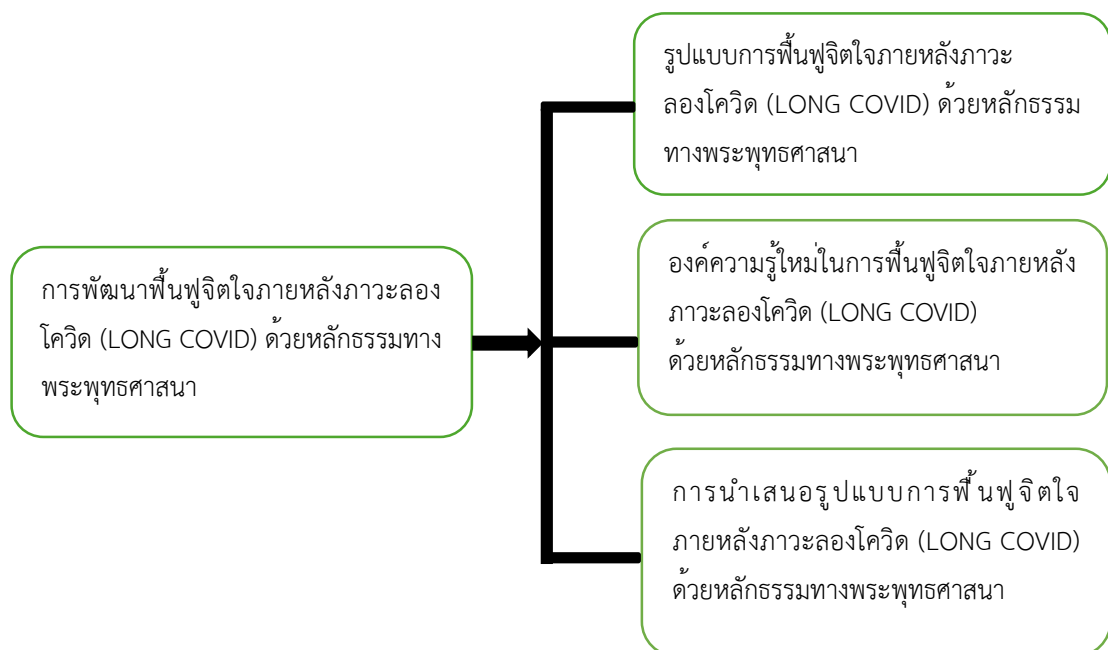 การพัฒนาฟื้นฟูจิตใจภายหลังภาวะลอง
โควิด (LONG COVID) ด้วยหลักธรรมทาง
พระพุทธศาสนา
รูปแบบการฟื้นฟูจิตใจภายหลังภาวะ
ลองโควิด (LONG COVID) ด้วยหลักธรรม
ทางพระพุทธศาสนา
องค์ความรู้ใหม่ในการฟื้นฟูจิตใจภายหลัง
ภาวะลองโควิด (LONG COVID)
ด้วยหลักธรรมทางพระพุทธศาสนา
การนำเสนอรูปแบบการฟื้นฟูจิตใจ
ภายหลังภาวะลองโควิด (LONG COVID)
ด้วยหลักธรรมทางพระพุทธศาสนา